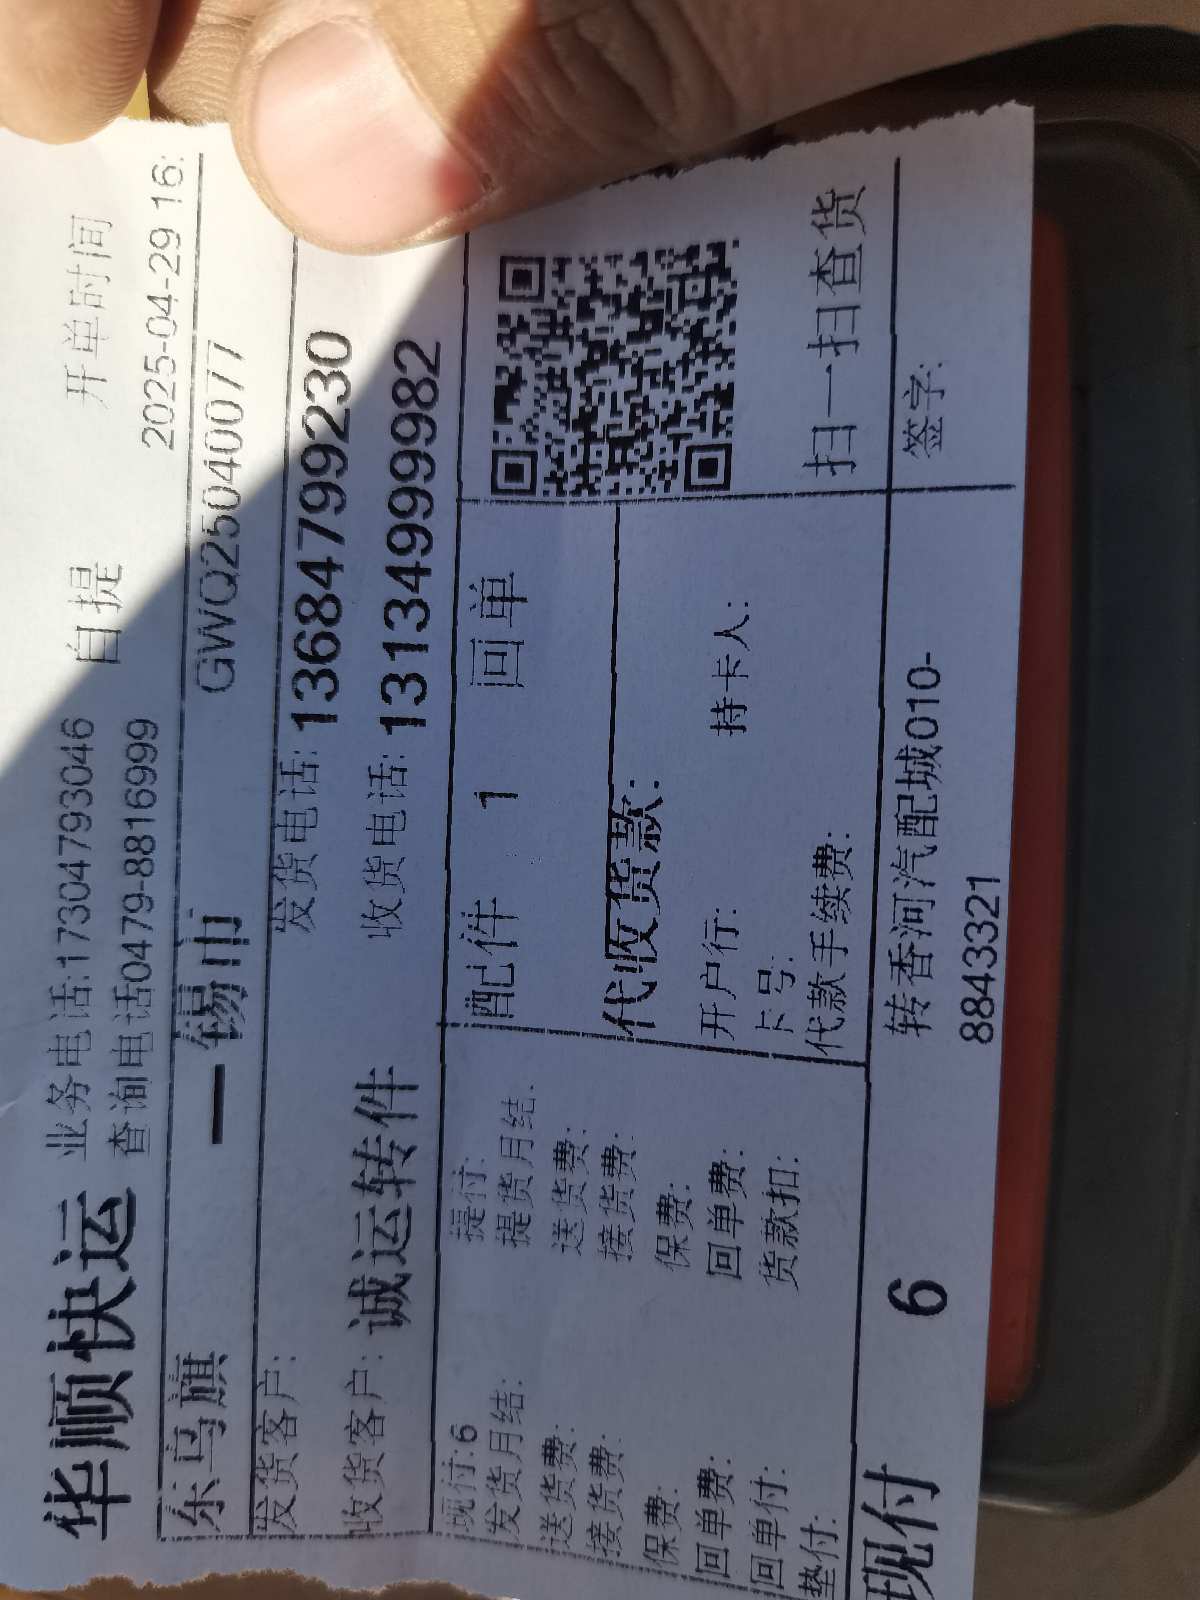 华顺快运 业务电话:17304793046 自提 开单时间
查询电话0479-8816999 2025-04-29 16:
东乌旗 —锡市 GWQ25040077
发货客户: 发货电话: 13684799230
收货客户: 诚运转件 收货电话: 13134999982
现付:6 提付: 配件 1 回单
发货月结: 提货月结:
送货费: 送货费:
接货费: 接货费: 代收货款:
保费: 保费:
回单费: 回单费: 开户行: 持卡人:
回单付: 货款扣: 卡号:
垫付: 代款手续费:
扫一扫查货
现付 6 转香河汽配城010- 签字:
8843321